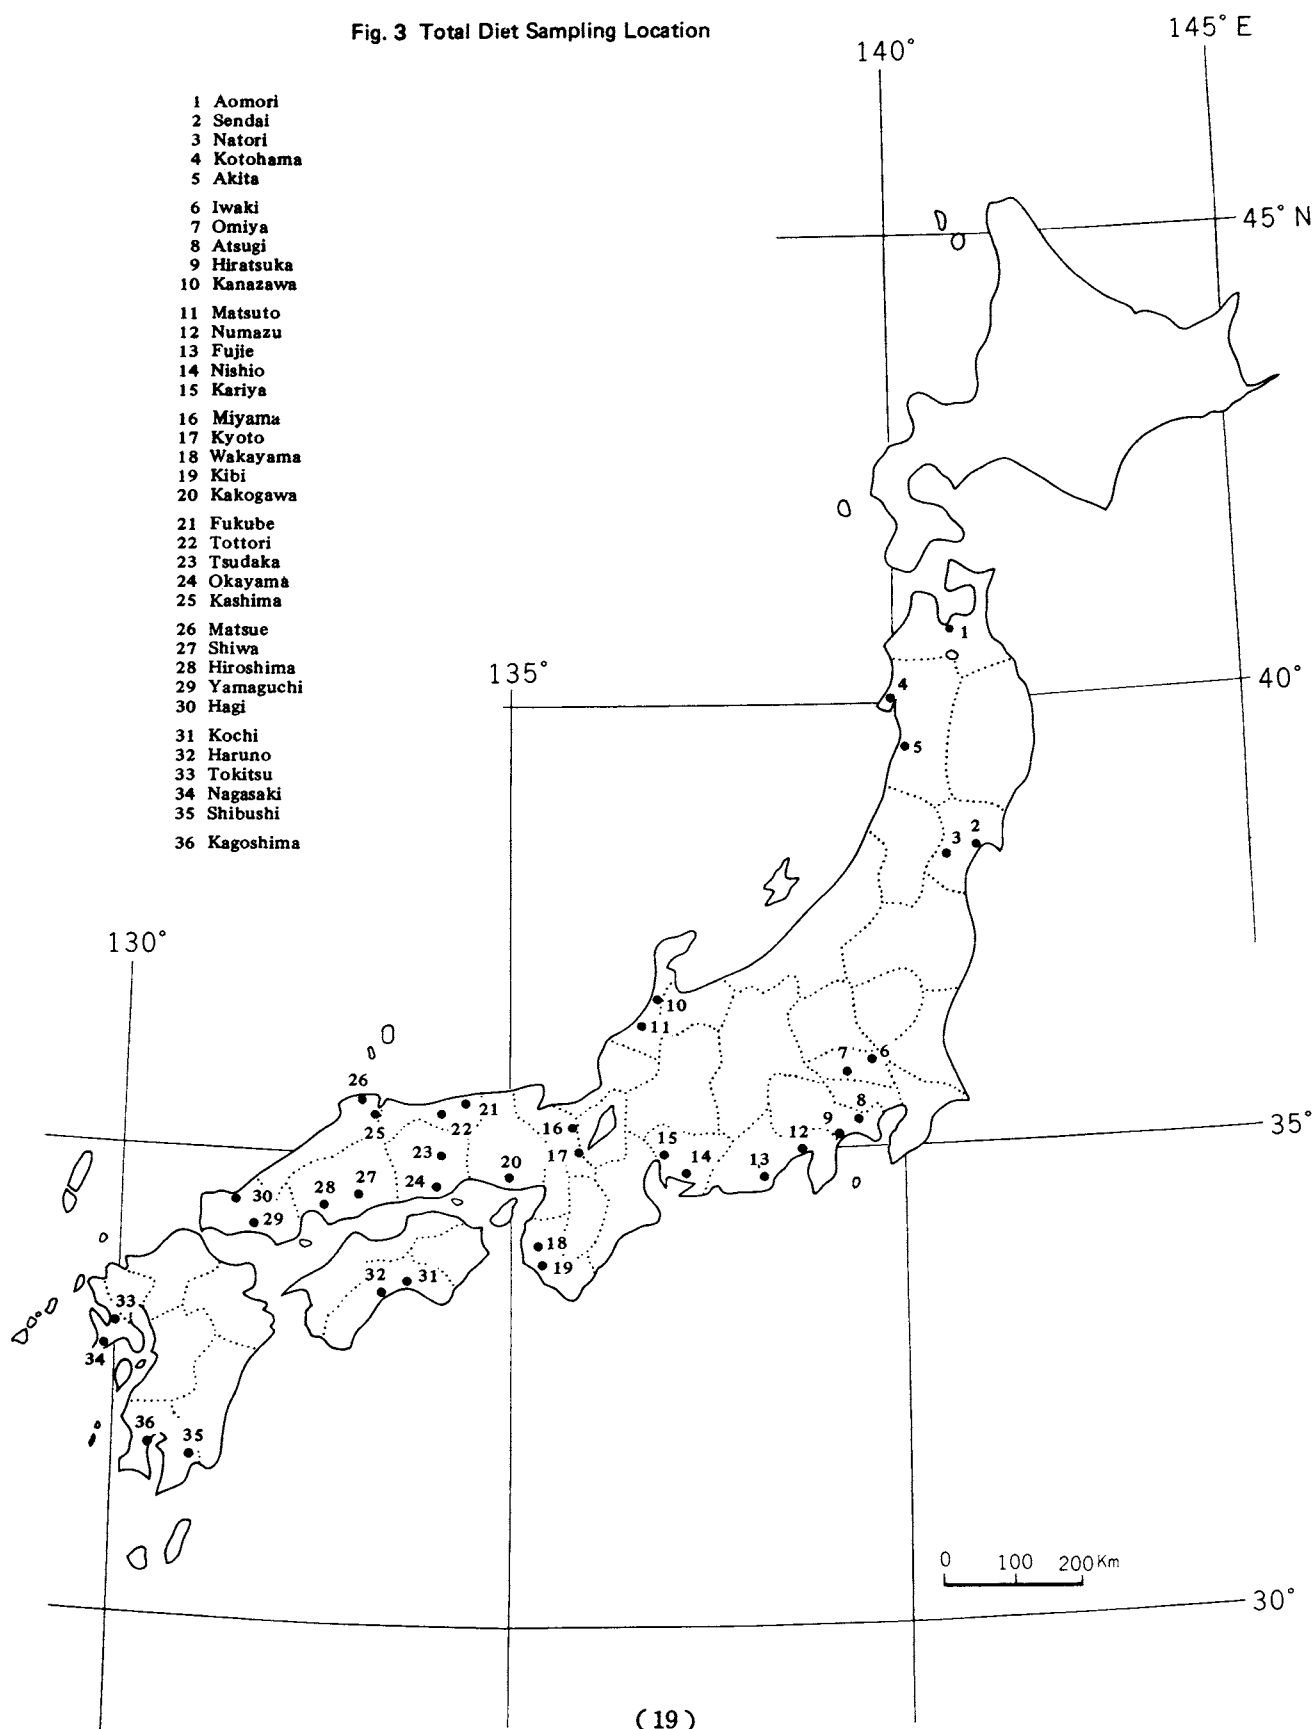 Fig. 3 Total Diet Sampling Location
145° E
140°
1 Aomori
2 Sendai
3 Natori
4 Kotohama
5 Akita
6 Iwaki
7 Omiya
8 Atsugi
9 Hiratsuka
10 Kanazawa
11 Matsuto
12 Numazu
13 Fujie
14 Nishio
15 Kariya
16 Miyama
17 Kyoto
18 Wakayama
19 Kibi
20 Kakogawa
21 Fukube
22 Tottori
23 Tsudaka
24 Okayama
25 Kashima
26 Matsue
27 Shiwa
28 Hiroshima
29 Yamaguchi
30 Hagi
31 Kochi
32 Haruno
33 Tokitsu
34 Nagasaki
35 Shibushi
36 Kagoshima
45° N
1
135°
40°
4
5
2
3
130°
10
11
6
7
26
21
8
25
22
16
9
35°
12
15
23
17
14
20
13
24
27
30
28
29
18
19
32
31
33
34
36
35
0 100 200 Km
30°
(19)